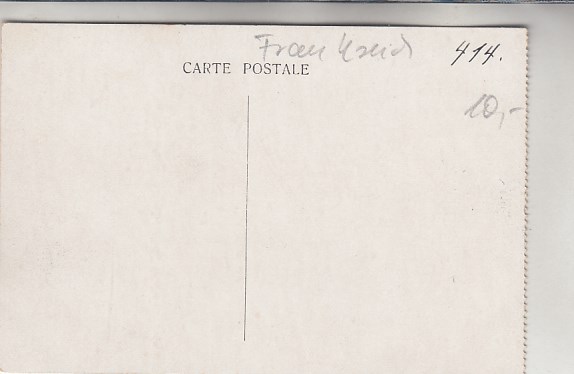 Frankreich 414.
CARTE POSTALE
10,-